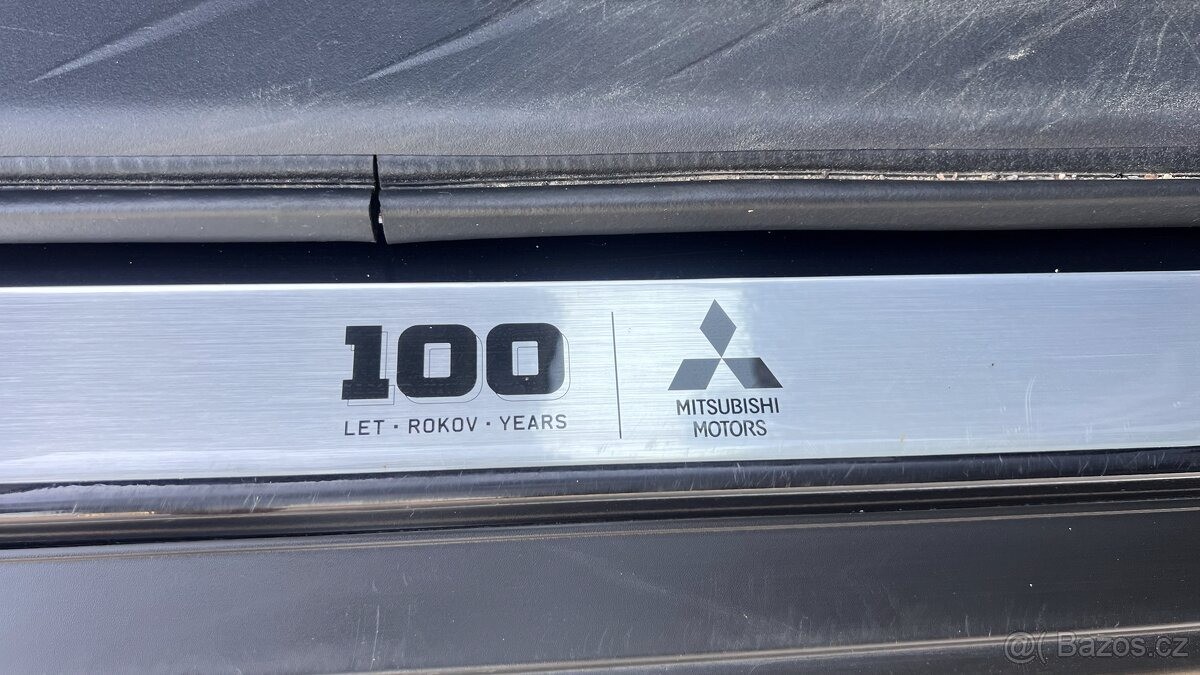 100
LET · ROKOV · YEARS
MITSUBISHI
MOTORS
@( Bazos.cz